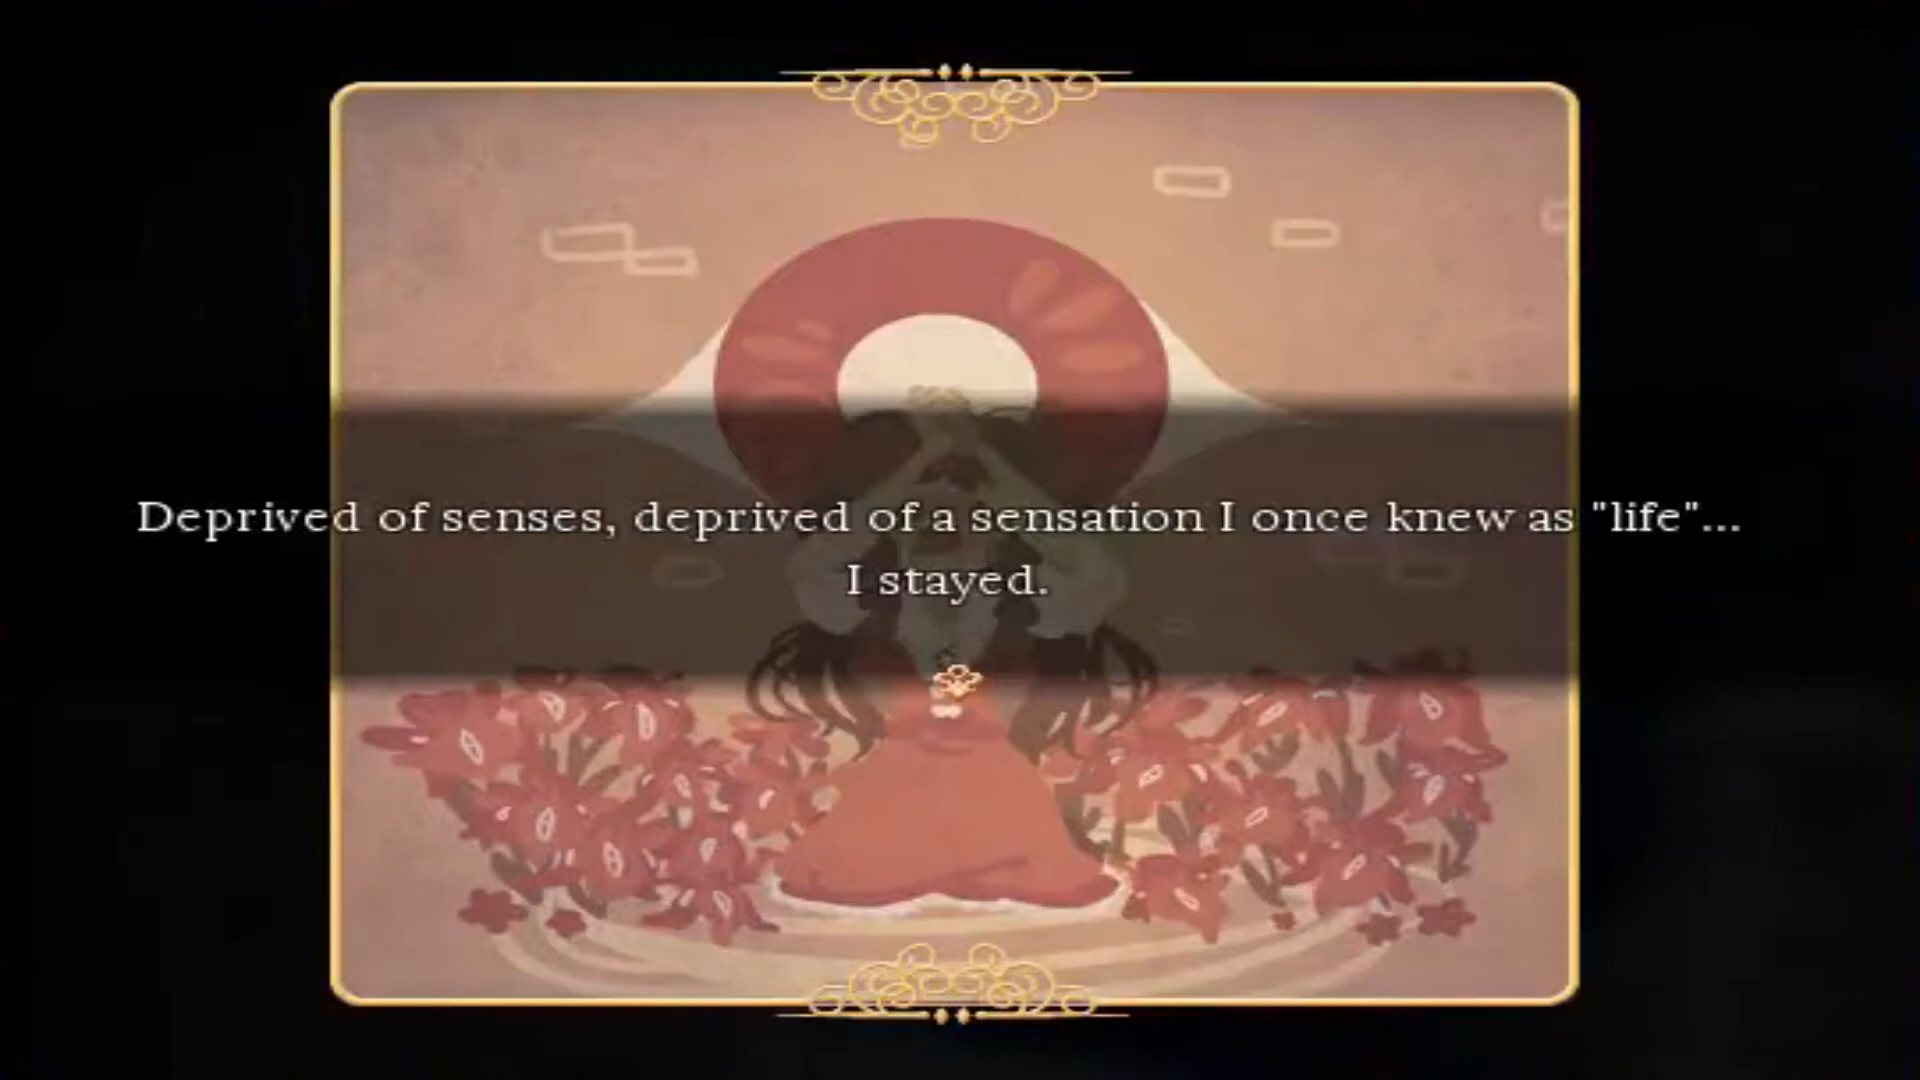 Deprived of senses, deprived of a sensation I once knew as "life"...
I stayed.